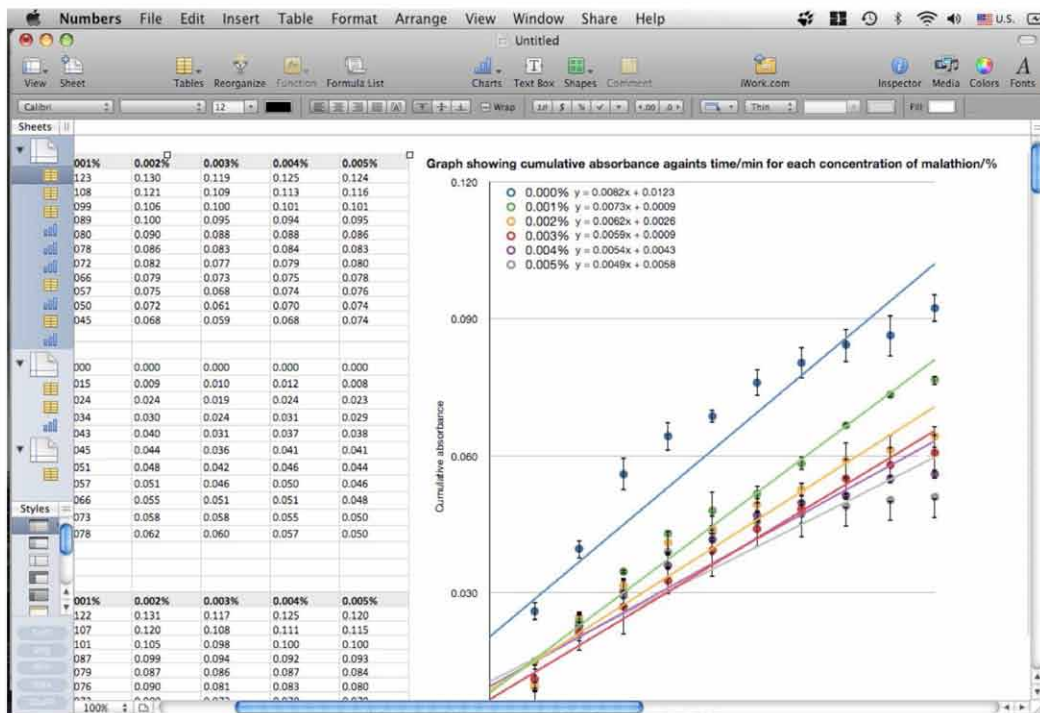 Numbers File Edit Insert Table Format Arrange View Window Share Help U.S.
Untitled
View Sheet Tables Reorganize Function Formula List Charts Text Box Shapes Comment iWork.com Inspector Media Colors Fonts
Calibri 12 Wrap 1.0 $ % Thin Fill
Sheets
001% 0.002% 0.003% 0.004% 0.005%
123 0.130 0.119 0.125 0.124
108 0.121 0.109 0.113 0.116
099 0.106 0.100 0.101 0.101
089 0.100 0.095 0.094 0.095
080 0.090 0.088 0.088 0.086
078 0.086 0.083 0.084 0.083
072 0.082 0.077 0.079 0.080
066 0.079 0.073 0.075 0.078
057 0.075 0.068 0.074 0.076
050 0.072 0.061 0.070 0.074
045 0.068 0.059 0.068 0.074
000 0.000 0.000 0.000 0.000
015 0.009 0.010 0.012 0.008
024 0.024 0.019 0.024 0.023
034 0.030 0.024 0.031 0.029
043 0.040 0.031 0.037 0.038
045 0.044 0.036 0.041 0.041
051 0.048 0.042 0.046 0.044
057 0.051 0.046 0.050 0.046
066 0.055 0.051 0.051 0.048
073 0.058 0.058 0.055 0.050
078 0.062 0.060 0.057 0.050
001% 0.002% 0.003% 0.004% 0.005%
122 0.131 0.117 0.125 0.120
107 0.120 0.108 0.111 0.115
101 0.105 0.098 0.100 0.100
087 0.099 0.094 0.092 0.093
079 0.087 0.086 0.087 0.084
076 0.090 0.081 0.083 0.080
Styles
100%
Graph showing cumulative absorbance againts time/min for each concentration of malathion/%
0.120
0.000% y = 0.0082x + 0.0123
0.001% y = 0.0073x + 0.0009
0.002% y = 0.0062x + 0.0026
0.003% y = 0.0059x + 0.0009
0.004% y = 0.0054x + 0.0043
0.005% y = 0.0049x + 0.0058
0.090
0.060
0.030
Cumulative absorbance